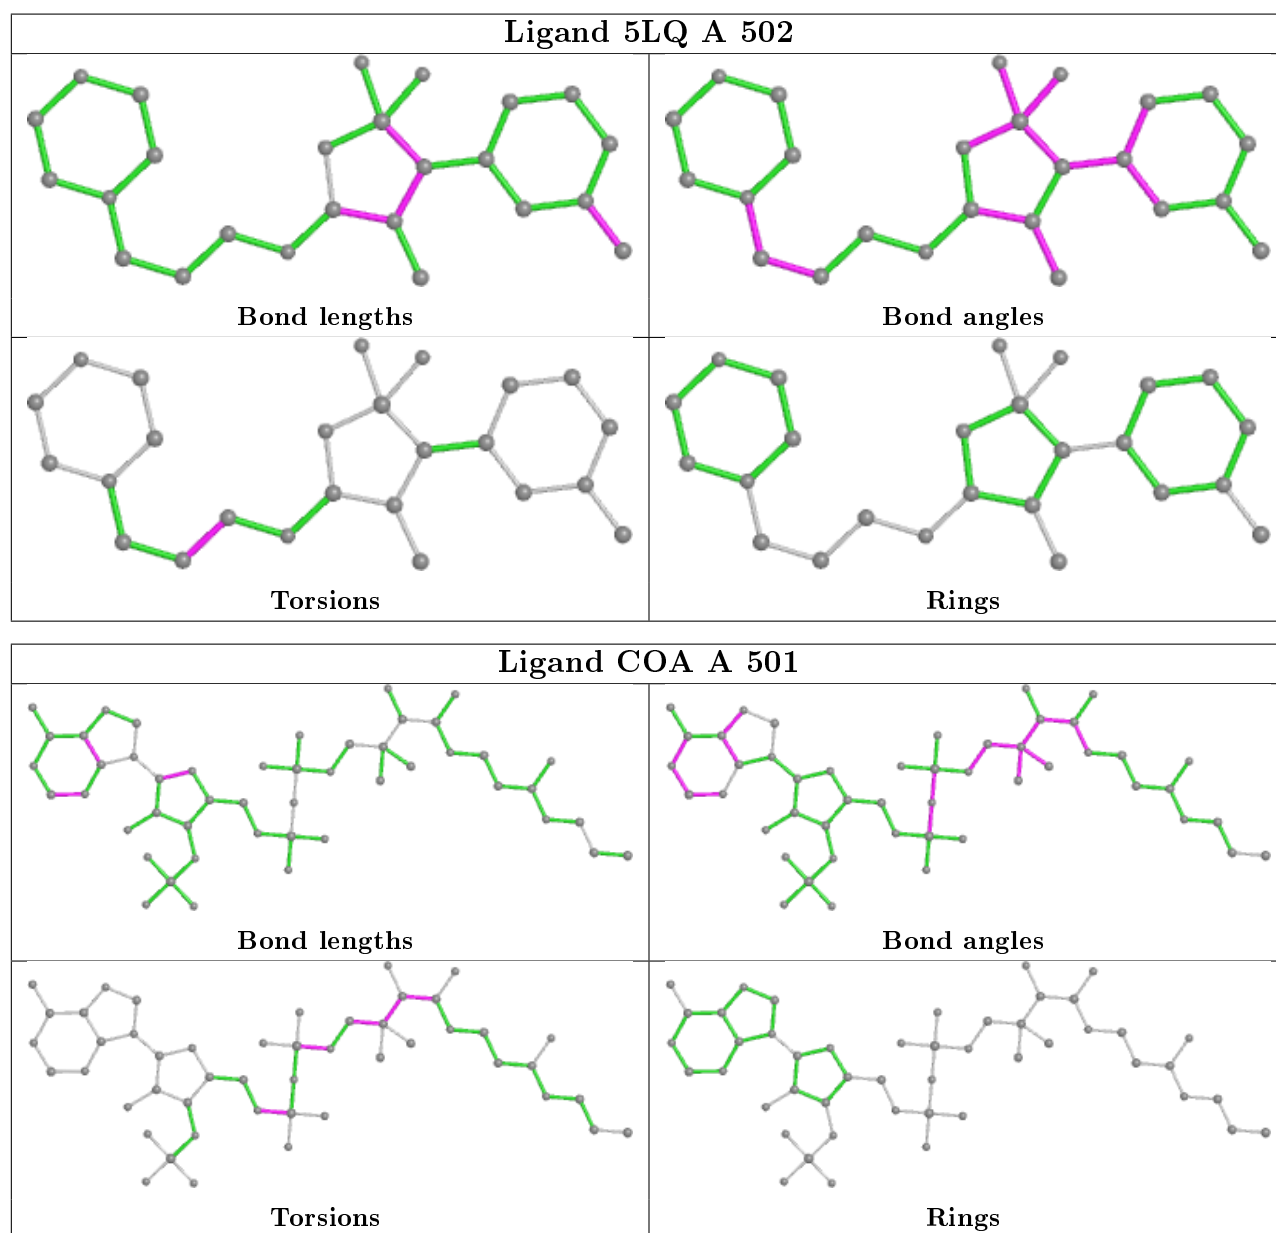 Ligand 5LQ A 502
Bond lengths
Bond angles
Torsions
Rings
Ligand COA A 501
Bond lengths
Bond angles
Torsions
Rings